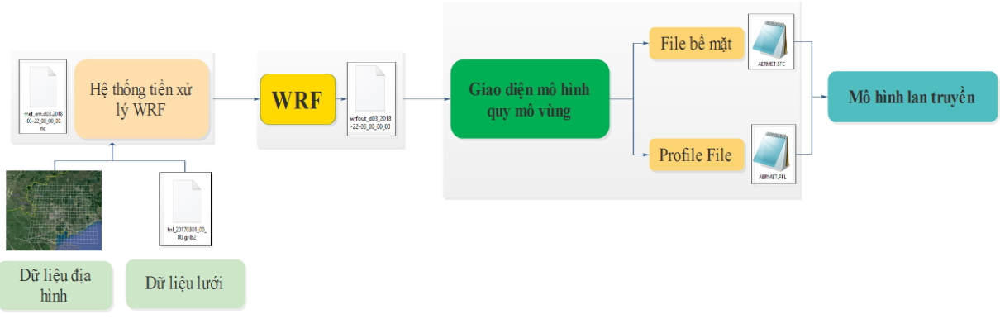 met_em.d03.2018
-03-22_00_00_00.
nc
Hệ thống tiền xử
lý WRF
WRF
wrfout_d03_2018
-22-03_00_00_00
Giao diện mô hình
quy mô vùng
File bề mặt
AERMET.SFC
Profile File
AERMET.PFL
Mô hình lan truyền
fnl_20170301_00_
00.grib2
Dữ liệu địa
hình
Dữ liệu lưới